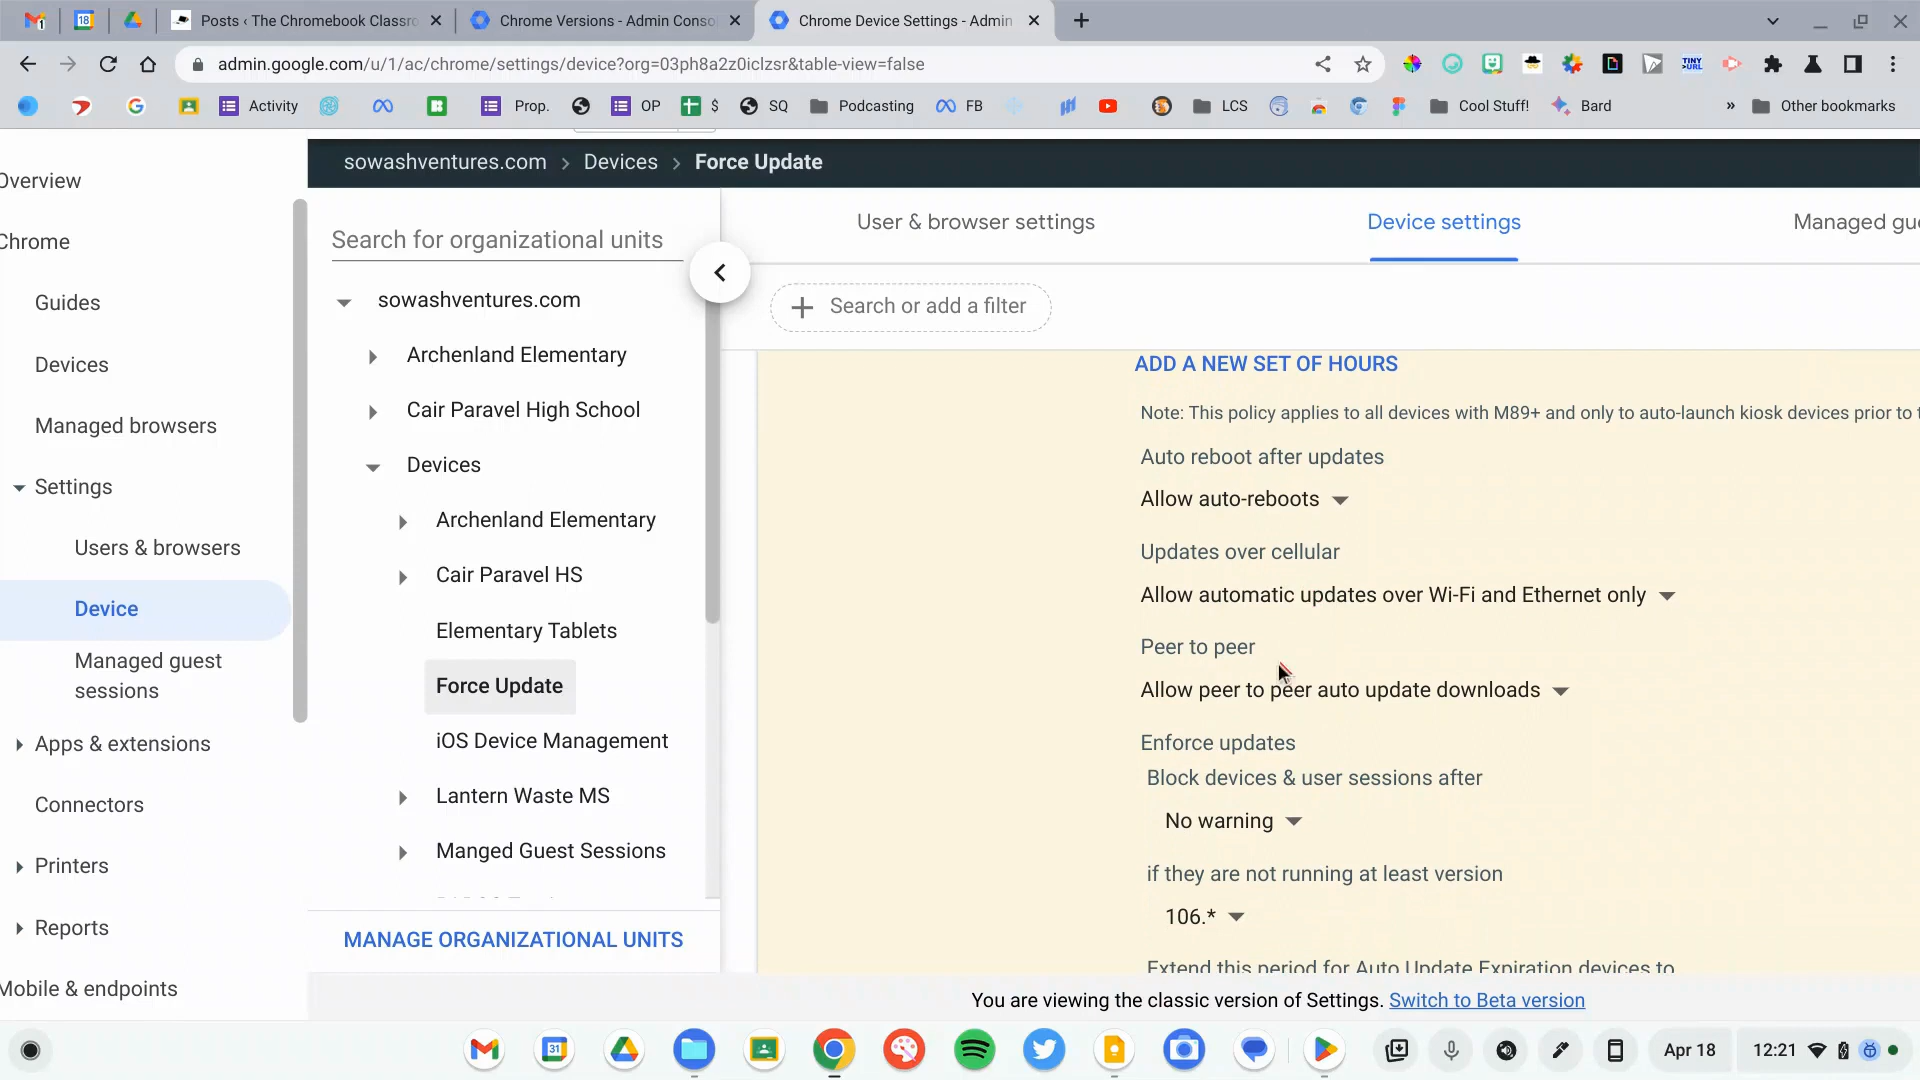 Posts ‹ The Chromebook Classro
Chrome Versions - Admin Conso
Chrome Device Settings - Admin
admin.google.com/u/1/ac/chrome/settings/device?org=03ph8a2z0iclzsr&table-view=false
Activity
Prop.
OP
$
SQ
Podcasting
FB
LCS
Cool Stuff!
Bard
»
Other bookmarks
sowashventures.com > Devices > Force Update
Overview
Chrome
Guides
Devices
Managed browsers
Settings
Users & browsers
Device
Managed guest
sessions
Apps & extensions
Connectors
Printers
Reports
Mobile & endpoints
Search for organizational units
sowashventures.com
Archenland Elementary
Cair Paravel High School
Devices
Archenland Elementary
Cair Paravel HS
Elementary Tablets
Force Update
iOS Device Management
Lantern Waste MS
Manged Guest Sessions
MANAGE ORGANIZATIONAL UNITS
User & browser settings
Device settings
Managed gu
Search or add a filter
ADD A NEW SET OF HOURS
Note: This policy applies to all devices with M89+ and only to auto-launch kiosk devices prior to
Auto reboot after updates
Allow auto-reboots
Updates over cellular
Allow automatic updates over Wi-Fi and Ethernet only
Peer to peer
Allow peer to peer auto update downloads
Enforce updates
Block devices & user sessions after
No warning
if they are not running at least version
106.*
Extend this period for Auto Update Expiration devices to
You are viewing the classic version of Settings. Switch to Beta version
Apr 18
12:21